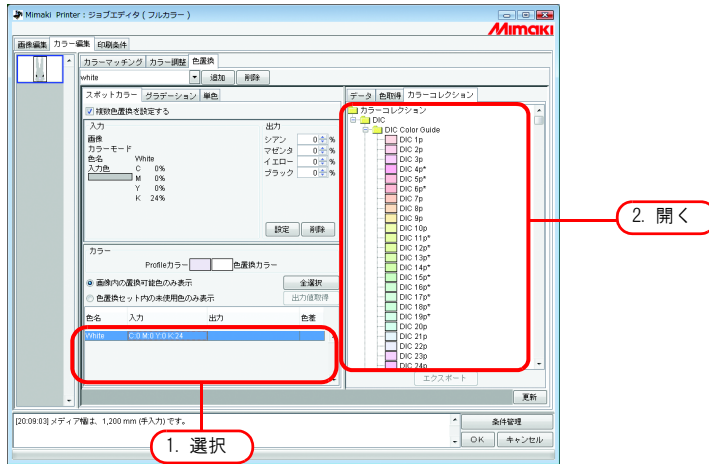 Mimaki Printer : ジョブエディタ ( フルカラー )
Mimaki
画像編集 カラー編集 印刷条件
カラーマッチング カラー調整 色置換
white 追加 削除
スポットカラー グラデーション 単色
複数色置換を設定する
入力
画像
カラーモード
色名 White
入力色 C 0%
M 0%
Y 0%
K 24%
出力
シアン 0 %
マゼンタ 0 %
イエロー 0 %
ブラック 0 %
設定 削除
カラー
Profileカラー 色置換カラー
画像内の置換可能色のみ表示 全選択
色置換セット内の未使用色のみ表示 出力値取得
色名 入力 出力 色差
White C:0 M:0 Y:0 K:24
1. 選択
データ 色取得 カラーコレクション
カラーコレクション
DIC
DIC Color Guide
DIC 1p
DIC 2p
DIC 3p
DIC 4p*
DIC 5p*
DIC 6p*
DIC 7p
DIC 8p
DIC 9p
DIC 10p
DIC 11p*
DIC 12p*
DIC 13p*
DIC 14p*
DIC 15p*
DIC 16p*
DIC 17p*
DIC 18p*
DIC 19p*
DIC 20p
DIC 21p
DIC 22p
DIC 23p
DIC 24p
2. 開く
エクスポート
更新
[20:09:03] メディア幅は、1,200 mm (手入力) です。
条件管理
OK キャンセル